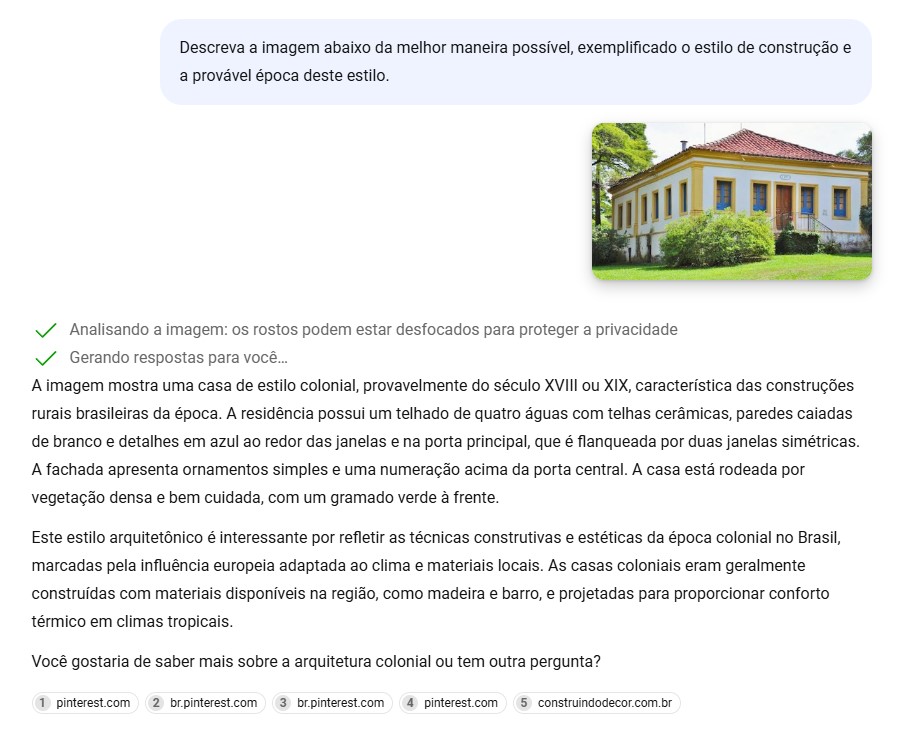 Descreva a imagem abaixo da melhor maneira possível, exemplificado o estilo de construção e
a provável época deste estilo.
Analisando a imagem: os rostos podem estar desfocados para proteger a privacidade
Gerando respostas para você...
A imagem mostra uma casa de estilo colonial, provavelmente do século XVIII ou XIX, característica das construções
rurais brasileiras da época. A residência possui um telhado de quatro águas com telhas cerâmicas, paredes caiadas
de branco e detalhes em azul ao redor das janelas e na porta principal, que é flanqueada por duas janelas simétricas.
A fachada apresenta ornamentos simples e uma numeração acima da porta central. A casa está rodeada por
vegetação densa e bem cuidada, com um gramado verde à frente.
Este estilo arquitetônico é interessante por refletir as técnicas construtivas e estéticas da época colonial no Brasil,
marcadas pela influência europeia adaptada ao clima e materiais locais. As casas coloniais eram geralmente
construídas com materiais disponíveis na região, como madeira e barro, e projetadas para proporcionar conforto
térmico em climas tropicais.
Você gostaria de saber mais sobre a arquitetura colonial ou tem outra pergunta?
1 pinterest.com 2 br.pinterest.com 3 br.pinterest.com 4 pinterest.com 5 construindodecor.com.br